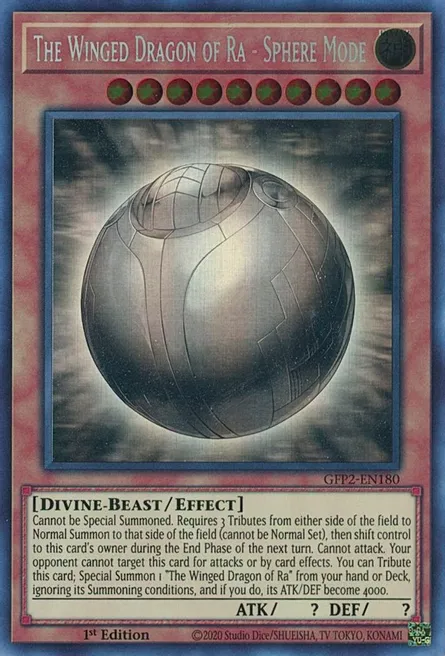 The Winged Dragon of Ra - Sphere Mode
GFP2-EN180
[Divine-Beast/Effect]
Cannot be Special Summoned. Requires 3 Tributes from either side of the field to
Normal Summon to that side of the field (cannot be Normal Set), then shift control
to this card's owner during the End Phase of the next turn. Cannot attack. Your
opponent cannot target this card for attacks or by card effects. You can Tribute
this card; Special Summon 1 "The Winged Dragon of Ra" from your hand or Deck,
ignoring its Summoning conditions, and if you do, its ATK/DEF become 4000.
ATK/ ? DEF/ ?
1st Edition ©2020 Studio Dice/SHUEISHA, TV TOKYO, KONAMI